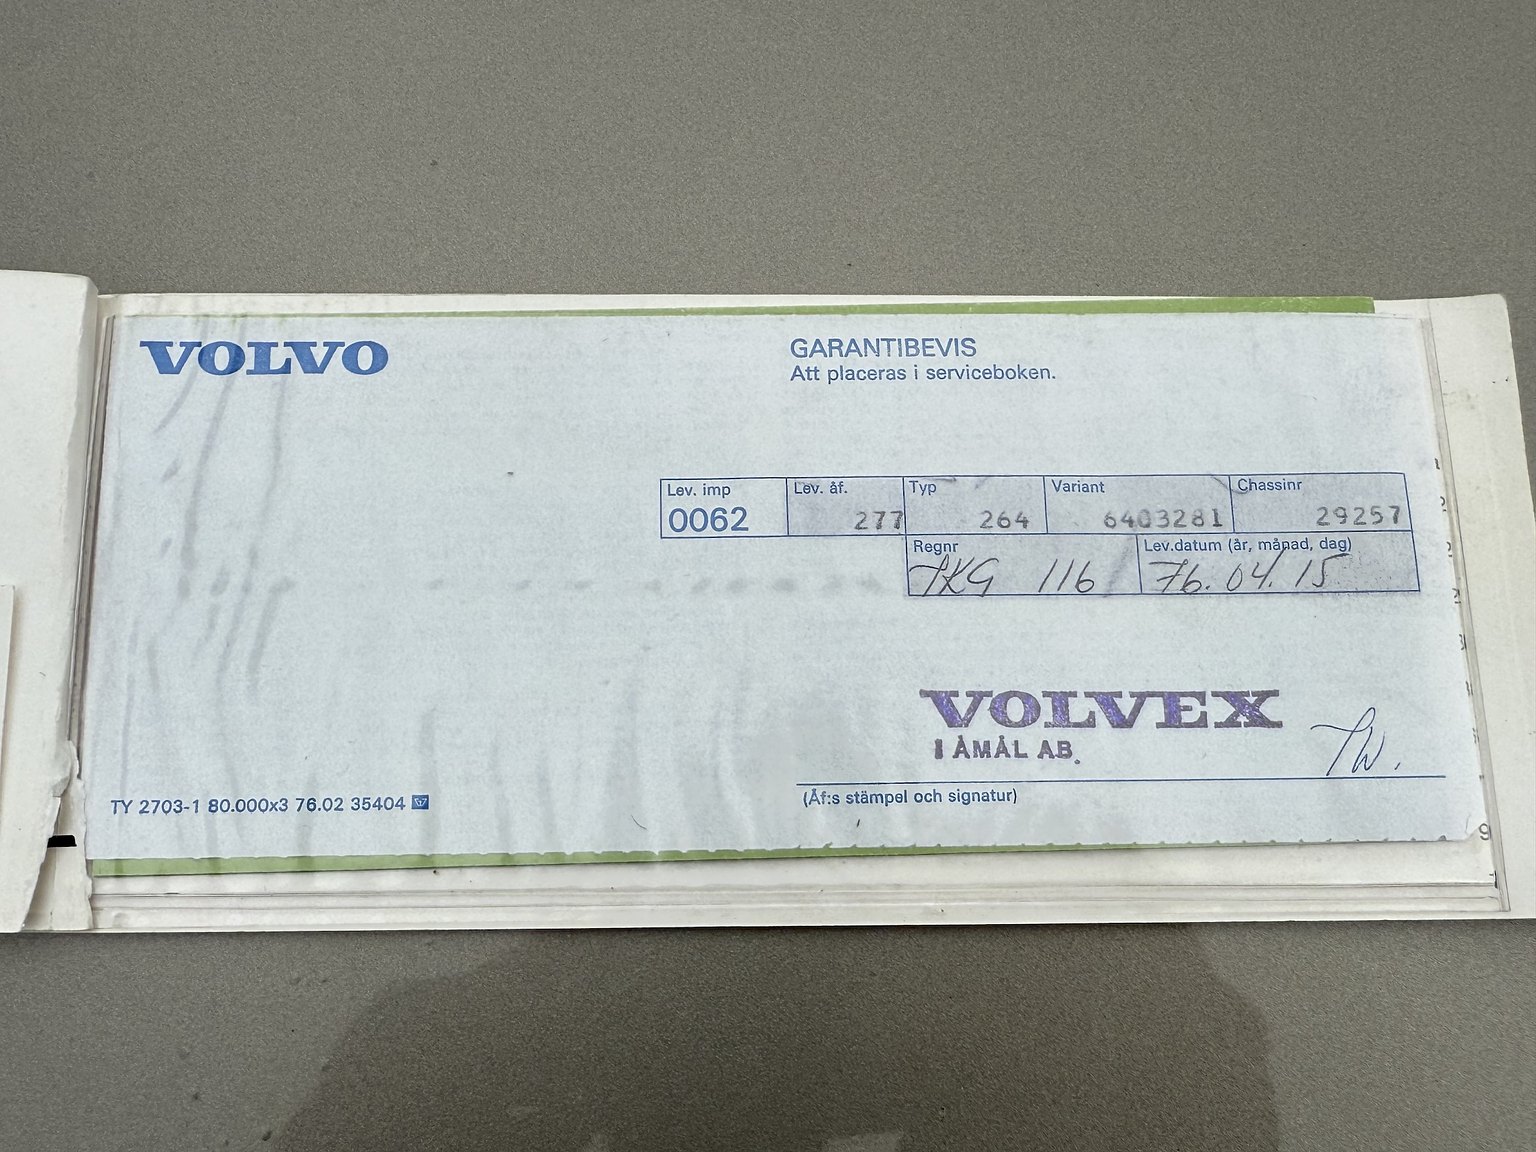 VOLVO
GARANTIBEVIS
Att placeras i serviceboken.
Lev. imp Lev. åf. Typ Variant Chassinr
0062 277 264 6403281 29257
Regnr Lev.datum (år, månad, dag)
JKG 116 76.04.15
VOLVEX
I ÅMÅL AB.
TW.
(Åf:s stämpel och signatur)
TY 2703-1 80.000x3 76.02 35404